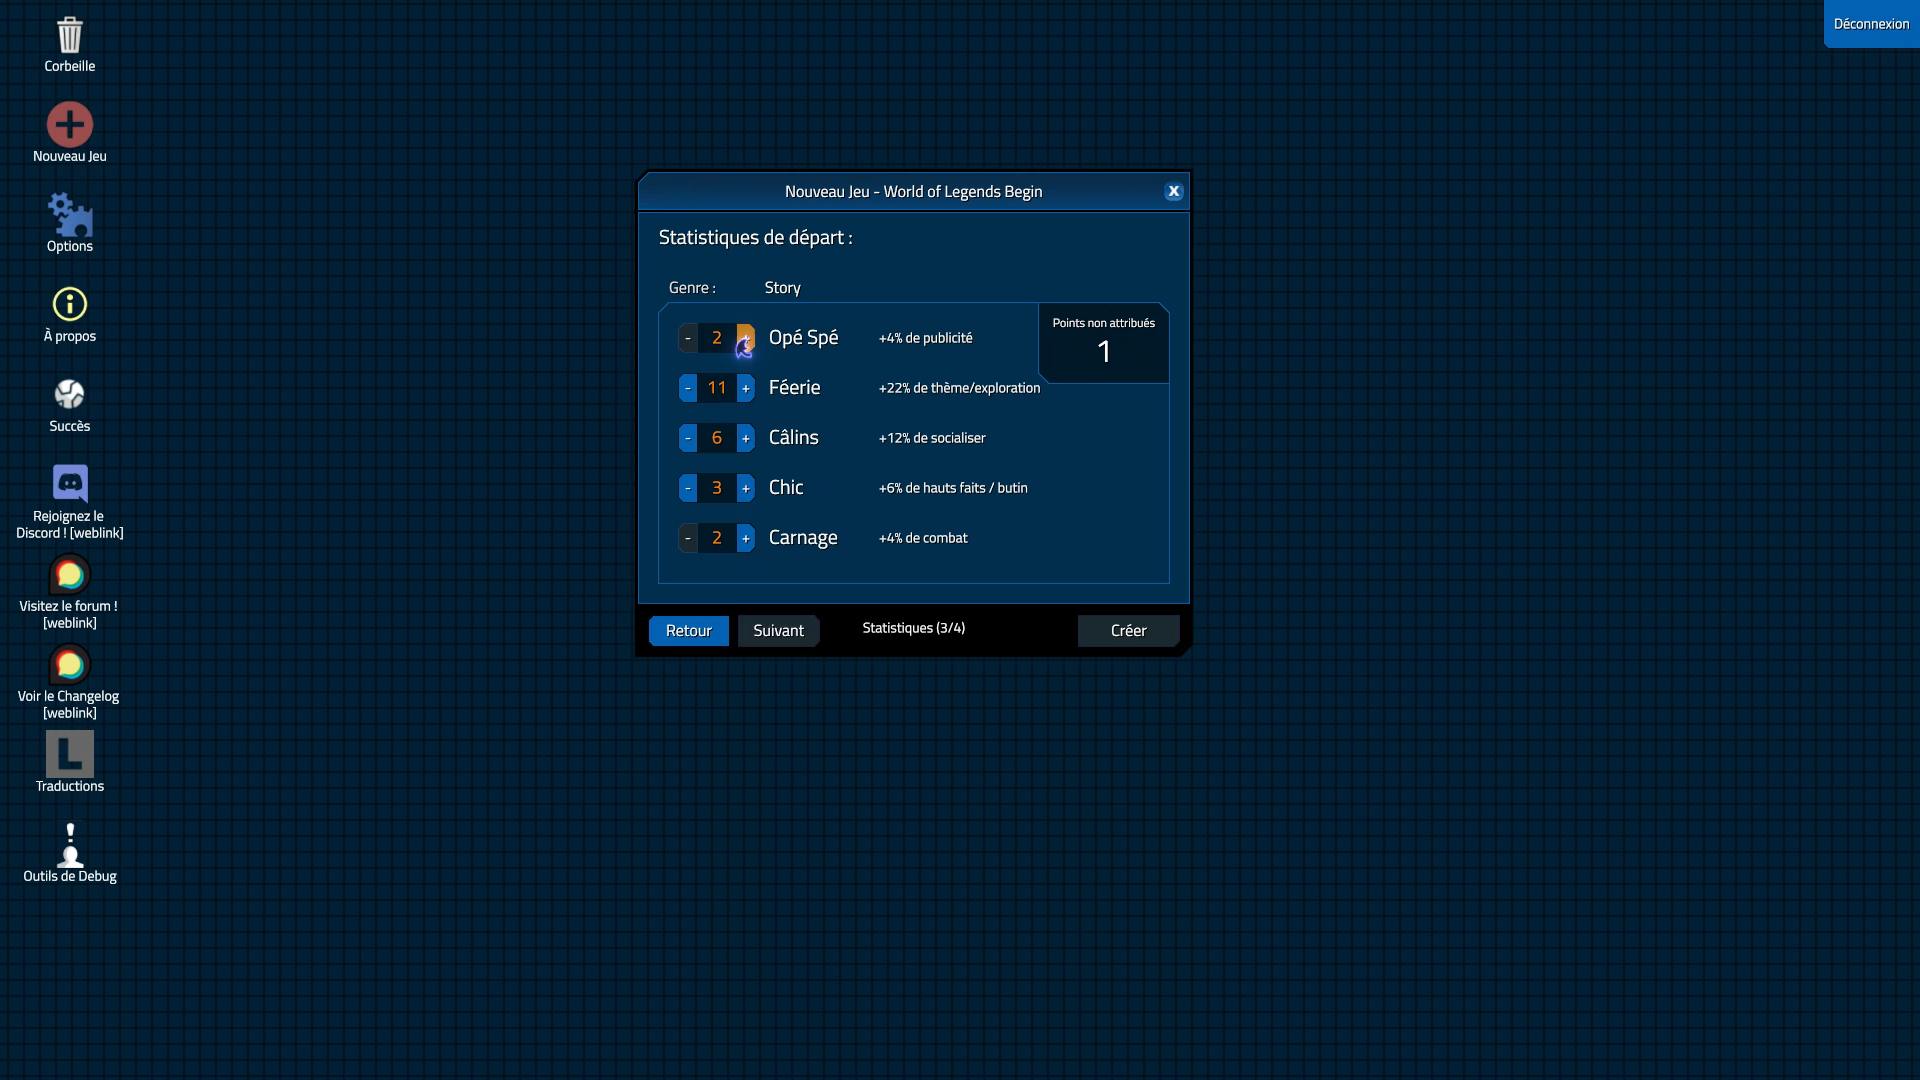 Corbeille
Nouveau Jeu
Options
À propos
Succès
Rejoignez le
Discord ! [weblink]
Visitez le forum !
[weblink]
Voir le Changelog
[weblink]
L
Traductions
Outils de Debug
Déconnexion
Nouveau Jeu - World of Legends Begin
X
Statistiques de départ :
Genre : Story
Points non attribués
1
- 2 + Opé Spé +4% de publicité
- 11 + Féerie +22% de thème/exploration
- 6 + Câlins +12% de socialiser
- 3 + Chic +6% de hauts faits / butin
- 2 + Carnage +4% de combat
Retour Suivant Statistiques (3/4) Créer